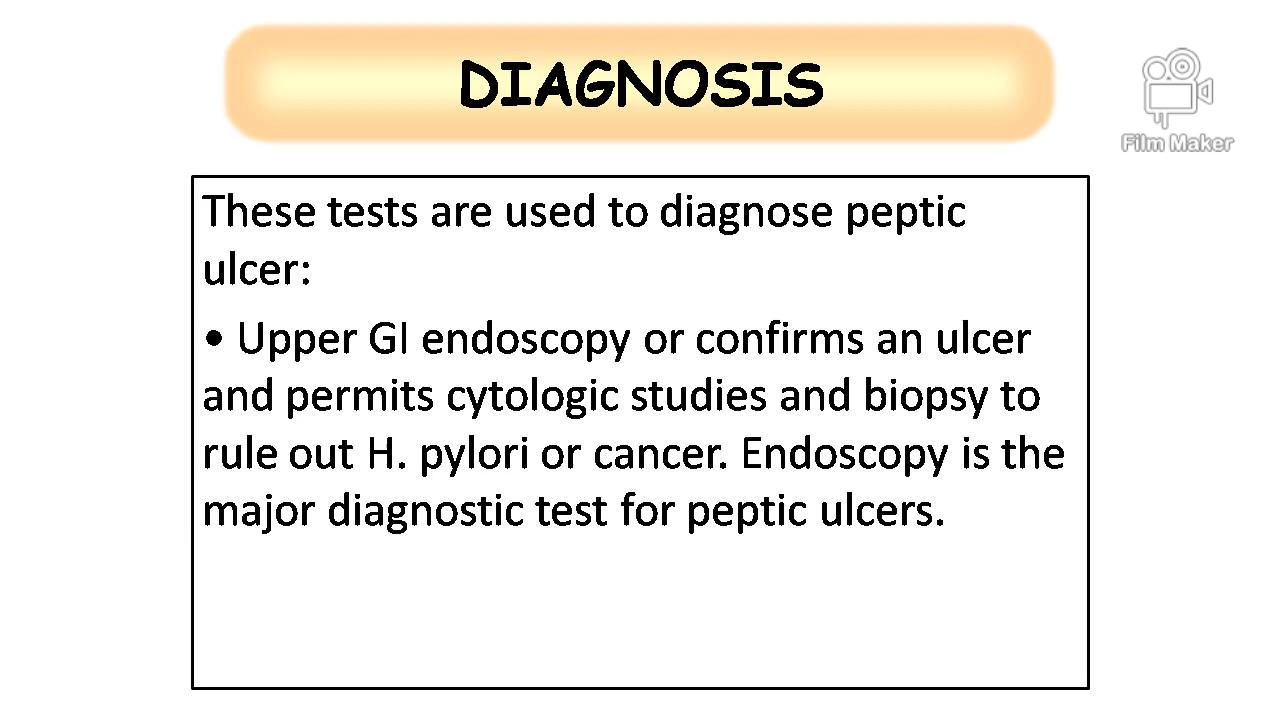 DIAGNOSIS
Film Maker
These tests are used to diagnose peptic
ulcer:
• Upper GI endoscopy or confirms an ulcer
and permits cytologic studies and biopsy to
rule out H. pylori or cancer. Endoscopy is the
major diagnostic test for peptic ulcers.